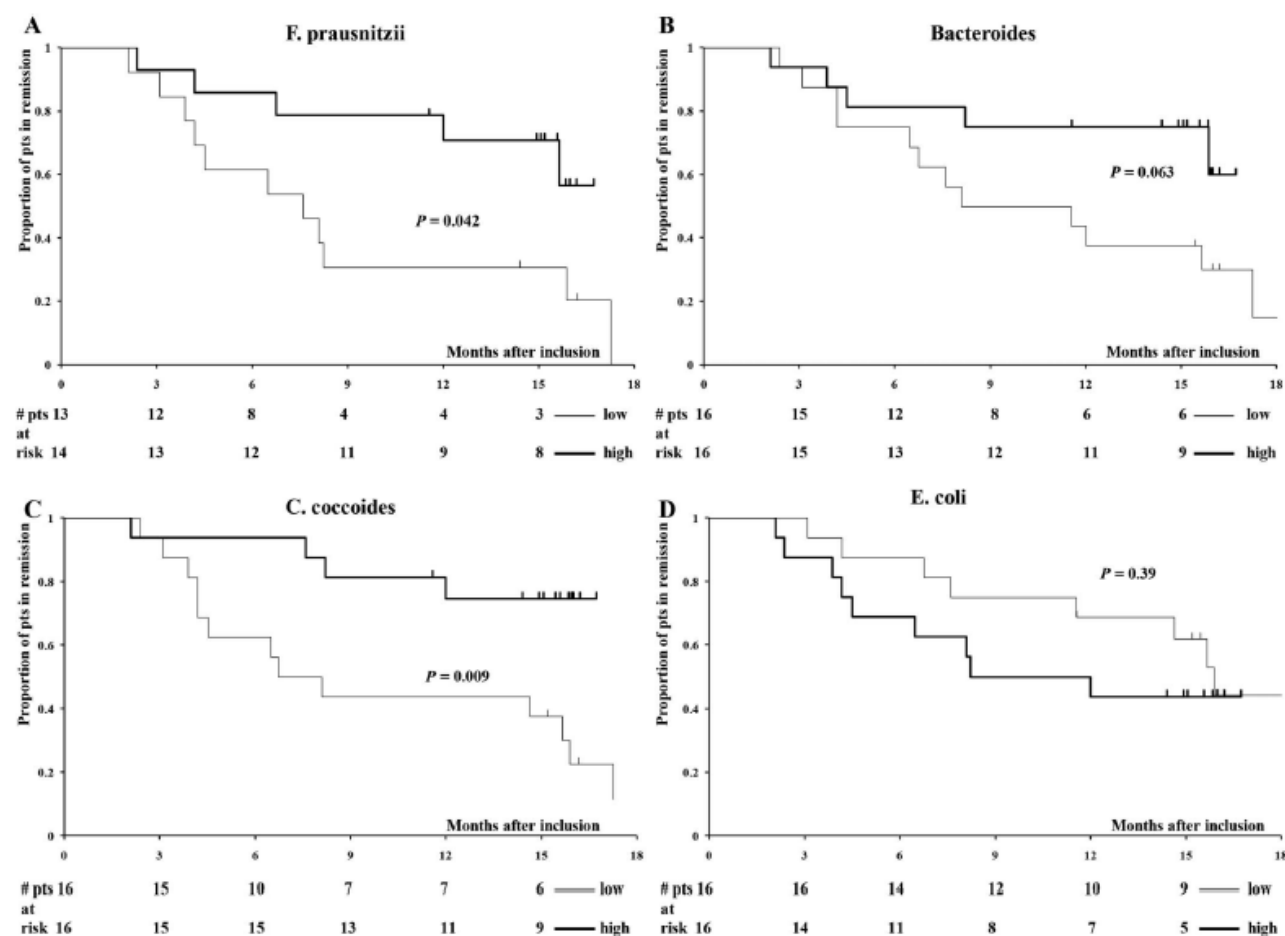 A
F. prausnitzii
Proportion of pts in remission
1
0.8
0.6
0.4
0.2
0
P = 0.042
Months after inclusion
0 3 6 9 12 15 18
# pts 13 12 8 4 4 3 low
at
risk 14 13 12 11 9 8 high
B
Bacteroides
Proportion of pts in remission
1
0.8
0.6
0.4
0.2
0
P = 0.063
Months after inclusion
0 3 6 9 12 15 18
# pts 16 15 12 8 6 6 low
at
risk 16 15 13 12 11 9 high
C
C. coccoides
Proportion of pts in remission
1
0.8
0.6
0.4
0.2
0
P = 0.009
Months after inclusion
0 3 6 9 12 15 18
# pts 16 15 10 7 7 6 low
at
risk 16 15 15 13 11 9 high
D
E. coli
Proportion of pts in remission
1
0.8
0.6
0.4
0.2
0
P = 0.39
Months after inclusion
0 3 6 9 12 15 18
# pts 16 16 14 12 10 9 low
at
risk 16 14 11 8 7 5 high